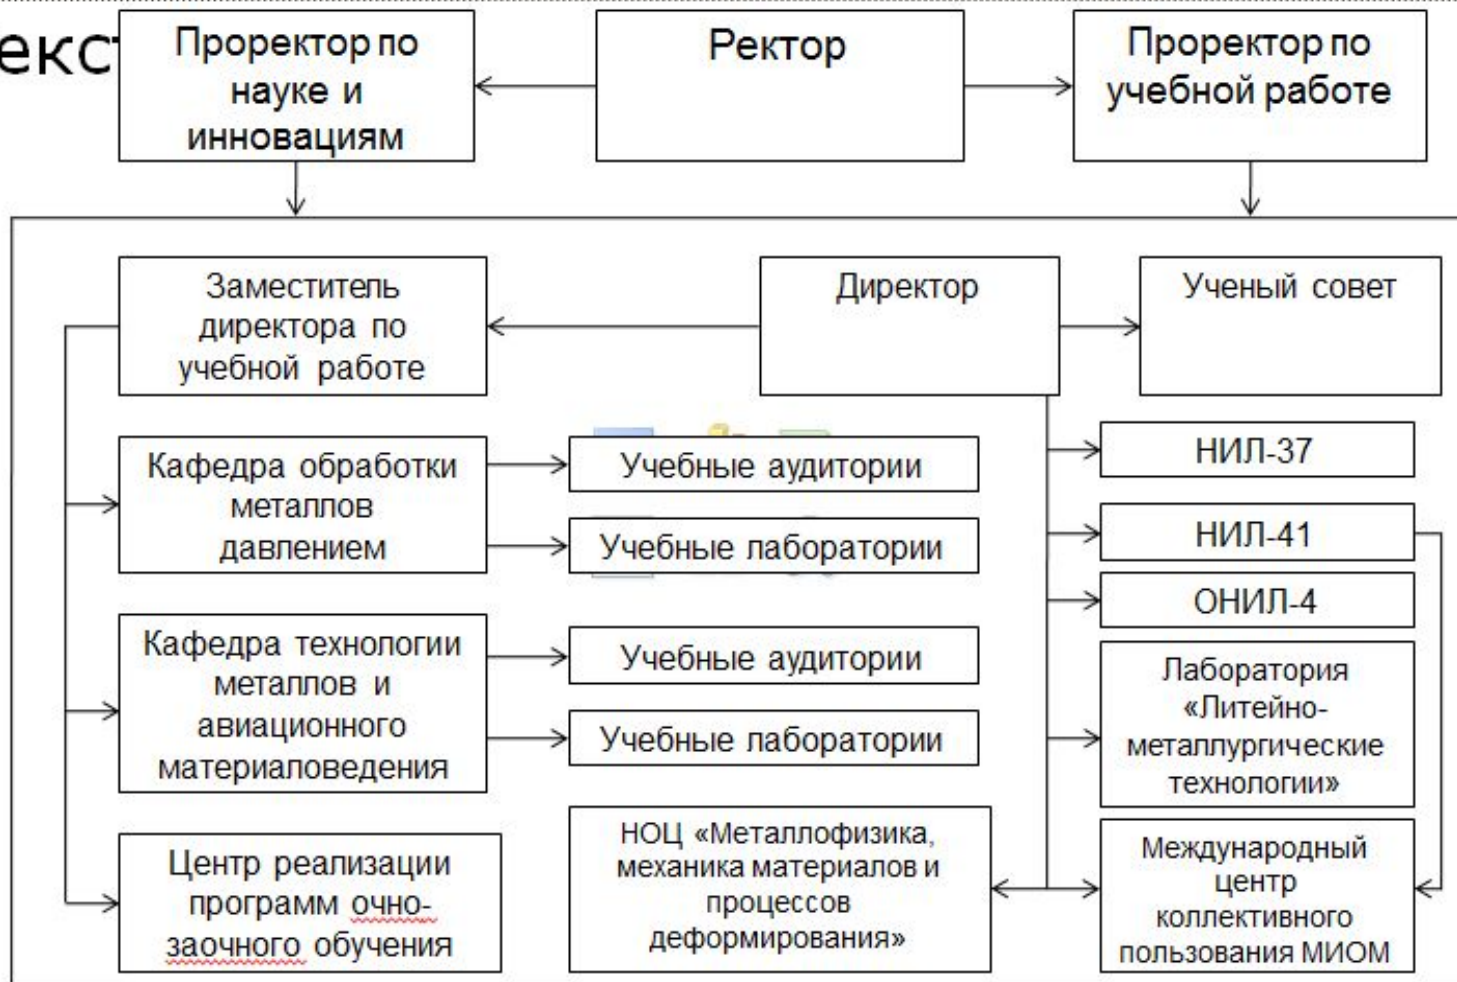 Проректор по
науке и
инновациям
Ректор
Проректор по
учебной работе
Заместитель
директора по
учебной работе
Директор
Ученый совет
Кафедра обработки
металлов
давлением
Учебные аудитории
Учебные лаборатории
НИЛ-37
НИЛ-41
ОНИЛ-4
Кафедра технологии
металлов и
авиационного
материаловедения
Учебные аудитории
Учебные лаборатории
Лаборатория
«Литейно-
металлургические
технологии»
Центр реализации
программ очно-
заочного обучения
НОЦ «Металлофизика,
механика материалов и
процессов
деформирования»
Международный
центр
коллективного
пользования МИОМ